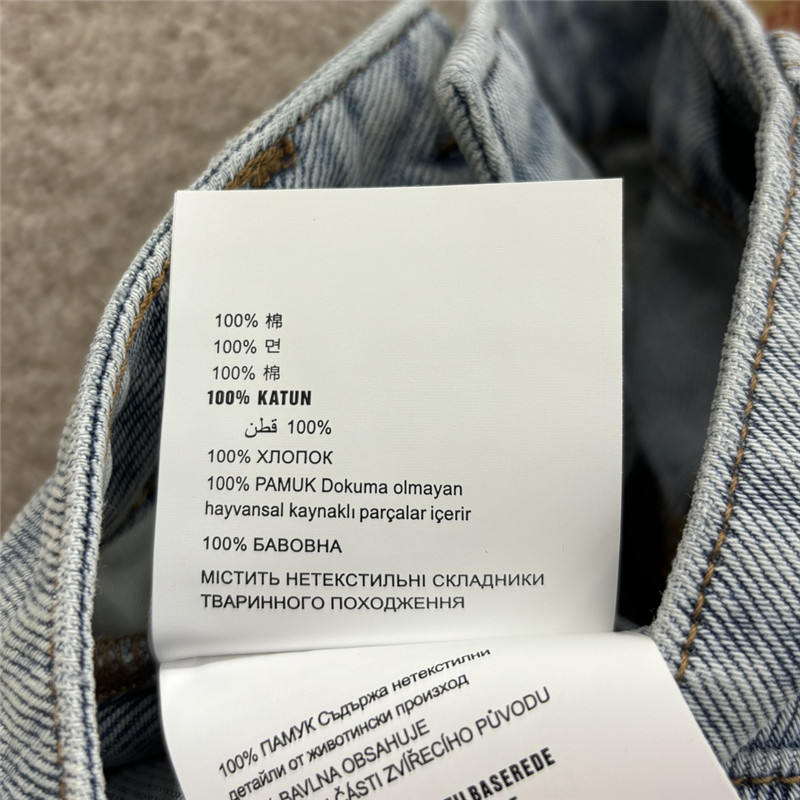 100% 棉
100% 면
100% 棉
100% KATUN
100% قطن
100% ХЛОПОК
100% PAMUK Dokuma olmayan
hayvansal kaynaklı parçalar içerir
100% БАВОВНА
МІСТИТЬ НЕТЕКСТИЛЬНІ СКЛАДНИКИ
ТВАРИННОГО ПОХОДЖЕННЯ
100% ПАМУК Съдържа нетекстилни
детайли от животински произход
BAVLNA OBSAHUJE
ČÁSTI ZVÍŘECÍHO PŮVODU
BASEREDE